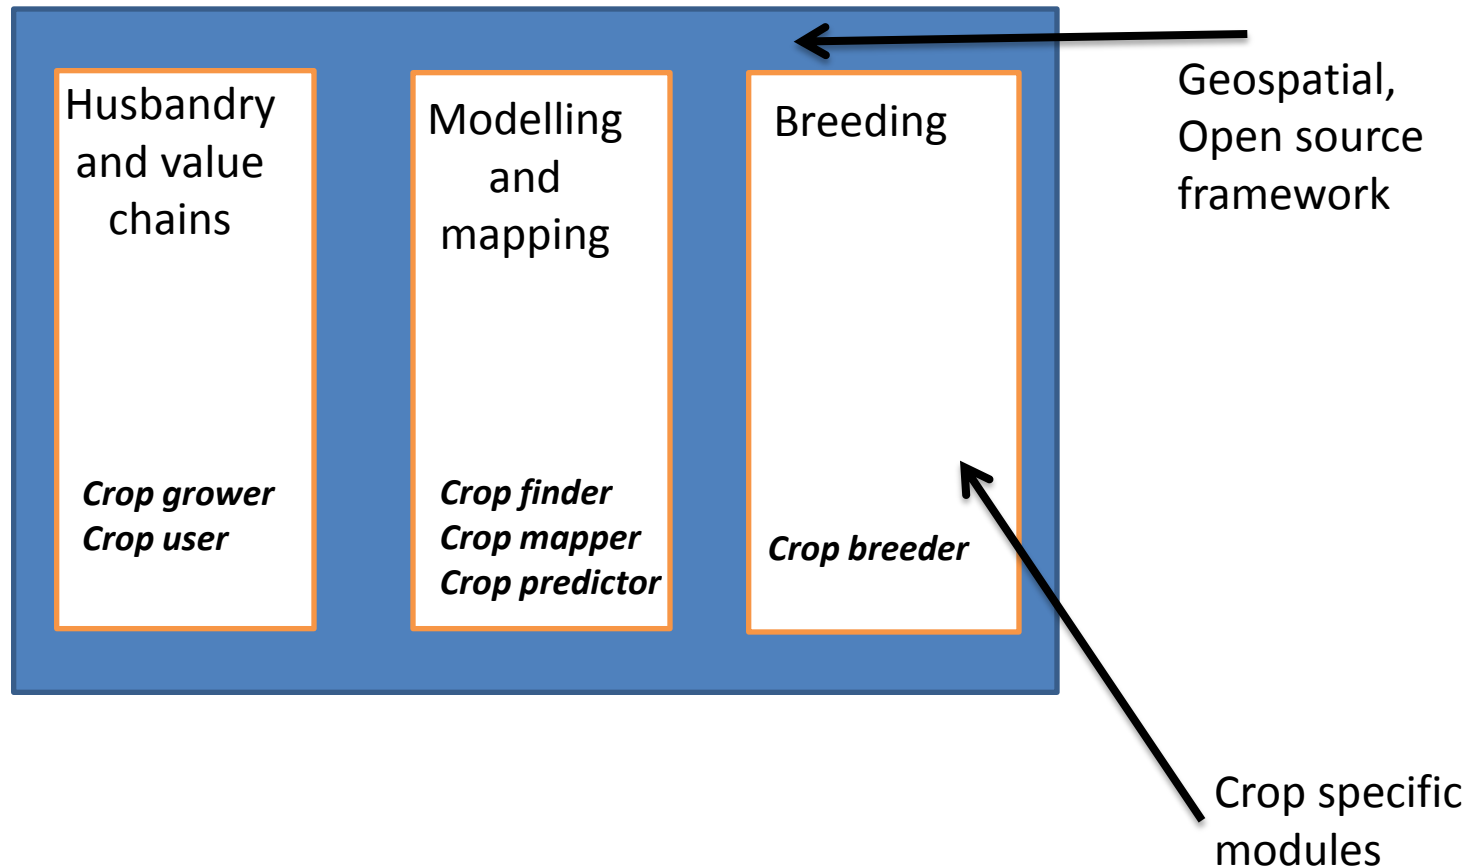 Husbandry
and value
chains
Crop grower
Crop user
Modelling
and
mapping
Crop finder
Crop mapper
Crop predictor
Breeding
Crop breeder
Geospatial,
Open source
framework
Crop specific
modules